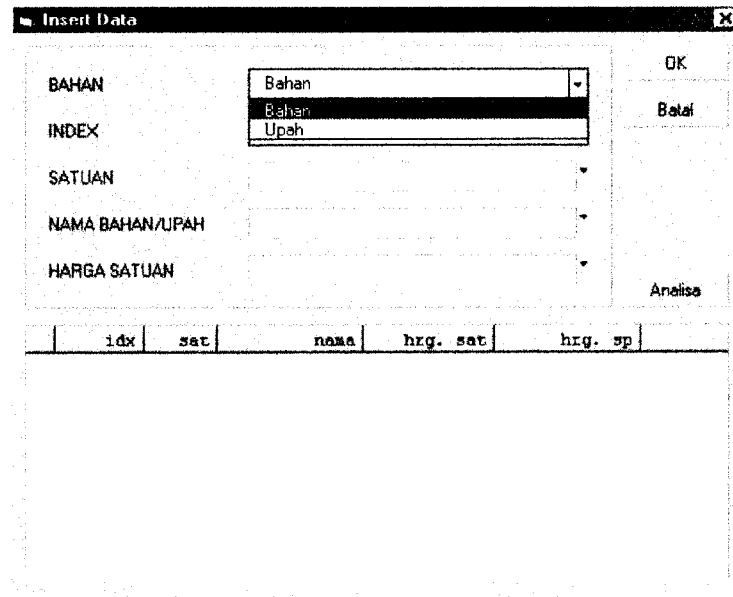 Insert Data
BAHAN
Bahan
OK
Bahan
Batal
INDEX
Upah
SATUAN
NAMA BAHAN/UPAH
HARGA SATUAN
Analisa
idx sat nama hrg. sat hrg. sp